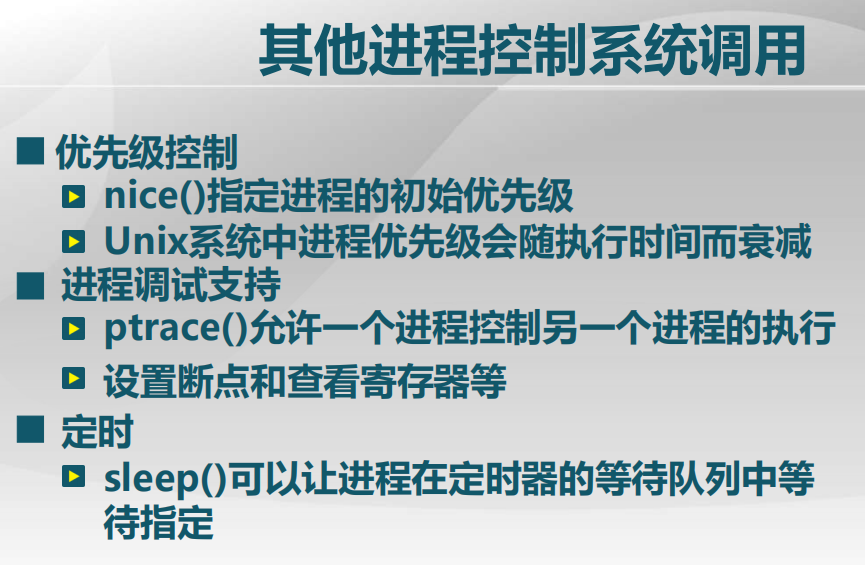 其他进程控制系统调用
优先级控制
nice()指定进程的初始优先级
Unix系统中进程优先级会随执行时间而衰减
进程调试支持
ptrace()允许一个进程控制另一个进程的执行
设置断点和查看寄存器等
定时
sleep()可以让进程在定时器的等待队列中等
待指定